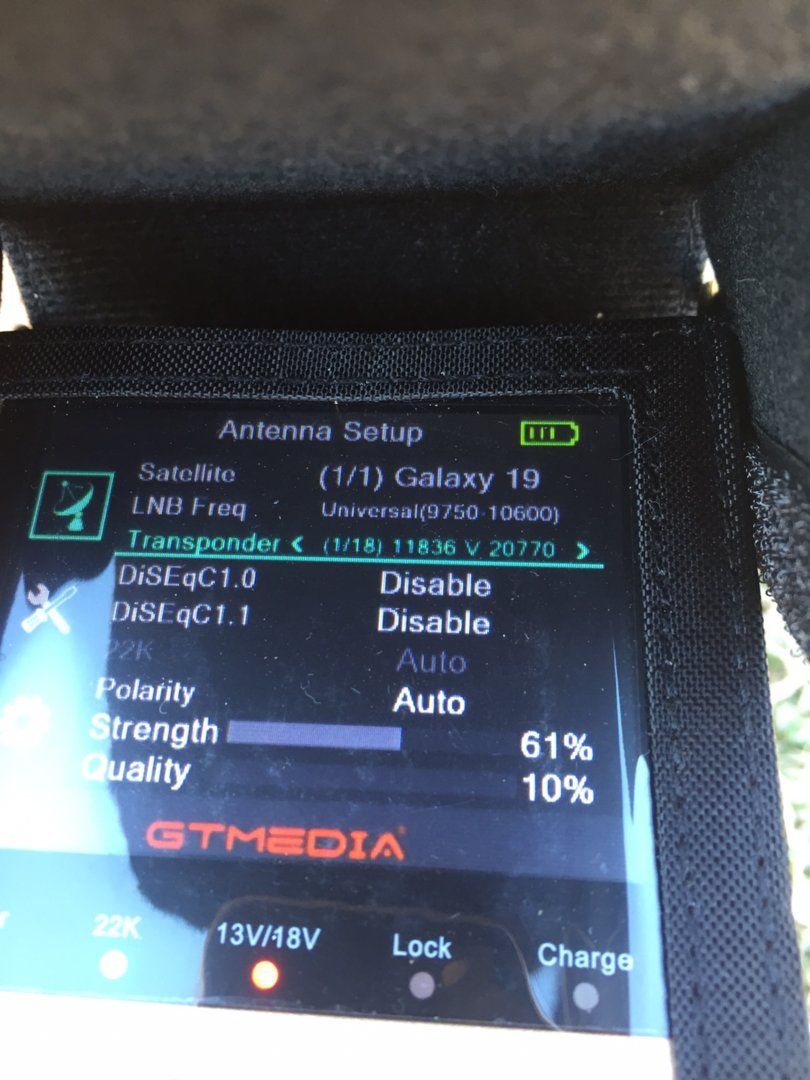 Antenna Setup
Satellite (1/1) Galaxy 19
LNB Freq Universal(9750-10600)
Transponder < (1/18) 11836 V 20770 >
DiSEqC1.0 Disable
DiSEqC1.1 Disable
22K Auto
Polarity Auto
Strength 61%
Quality 10%
GTMEDIA
r 22K 13V/18V Lock Charge